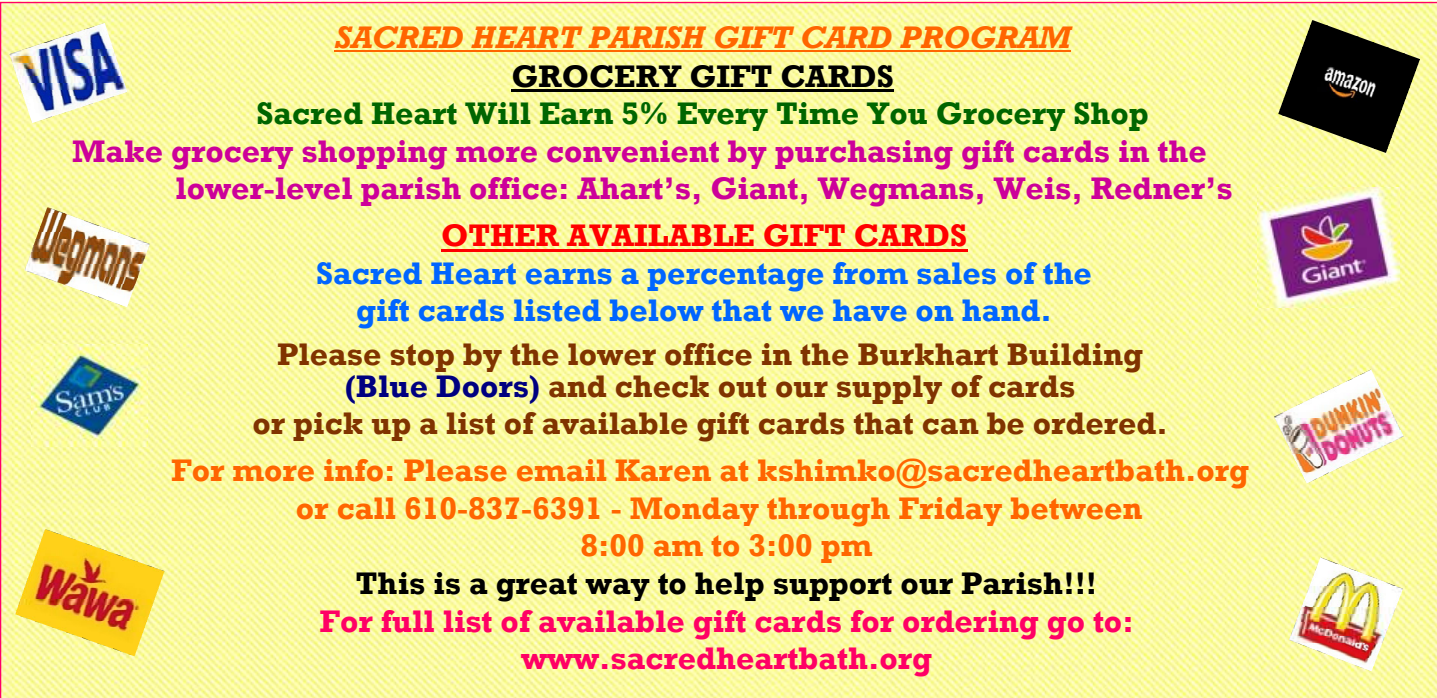 SACRED HEART PARISH GIFT CARD PROGRAM
GROCERY GIFT CARDS
Sacred Heart Will Earn 5% Every Time You Grocery Shop
Make grocery shopping more convenient by purchasing gift cards in the
lower-level parish office: Ahart’s, Giant, Wegmans, Weis, Redner’s
OTHER AVAILABLE GIFT CARDS
Sacred Heart earns a percentage from sales of the
gift cards listed below that we have on hand.
Please stop by the lower office in the Burkhart Building
(Blue Doors) and check out our supply of cards
or pick up a list of available gift cards that can be ordered.
For more info: Please email Karen at kshimko@sacredheartbath.org
or call 610-837-6391 - Monday through Friday between
8:00 am to 3:00 pm
This is a great way to help support our Parish!!!
For full list of available gift cards for ordering go to:
www.sacredheartbath.org
VISA
Wegmans
Sam's
CLUB
Wawa
amazon
Giant
DUNKIN'
DONUTS
McDonald's